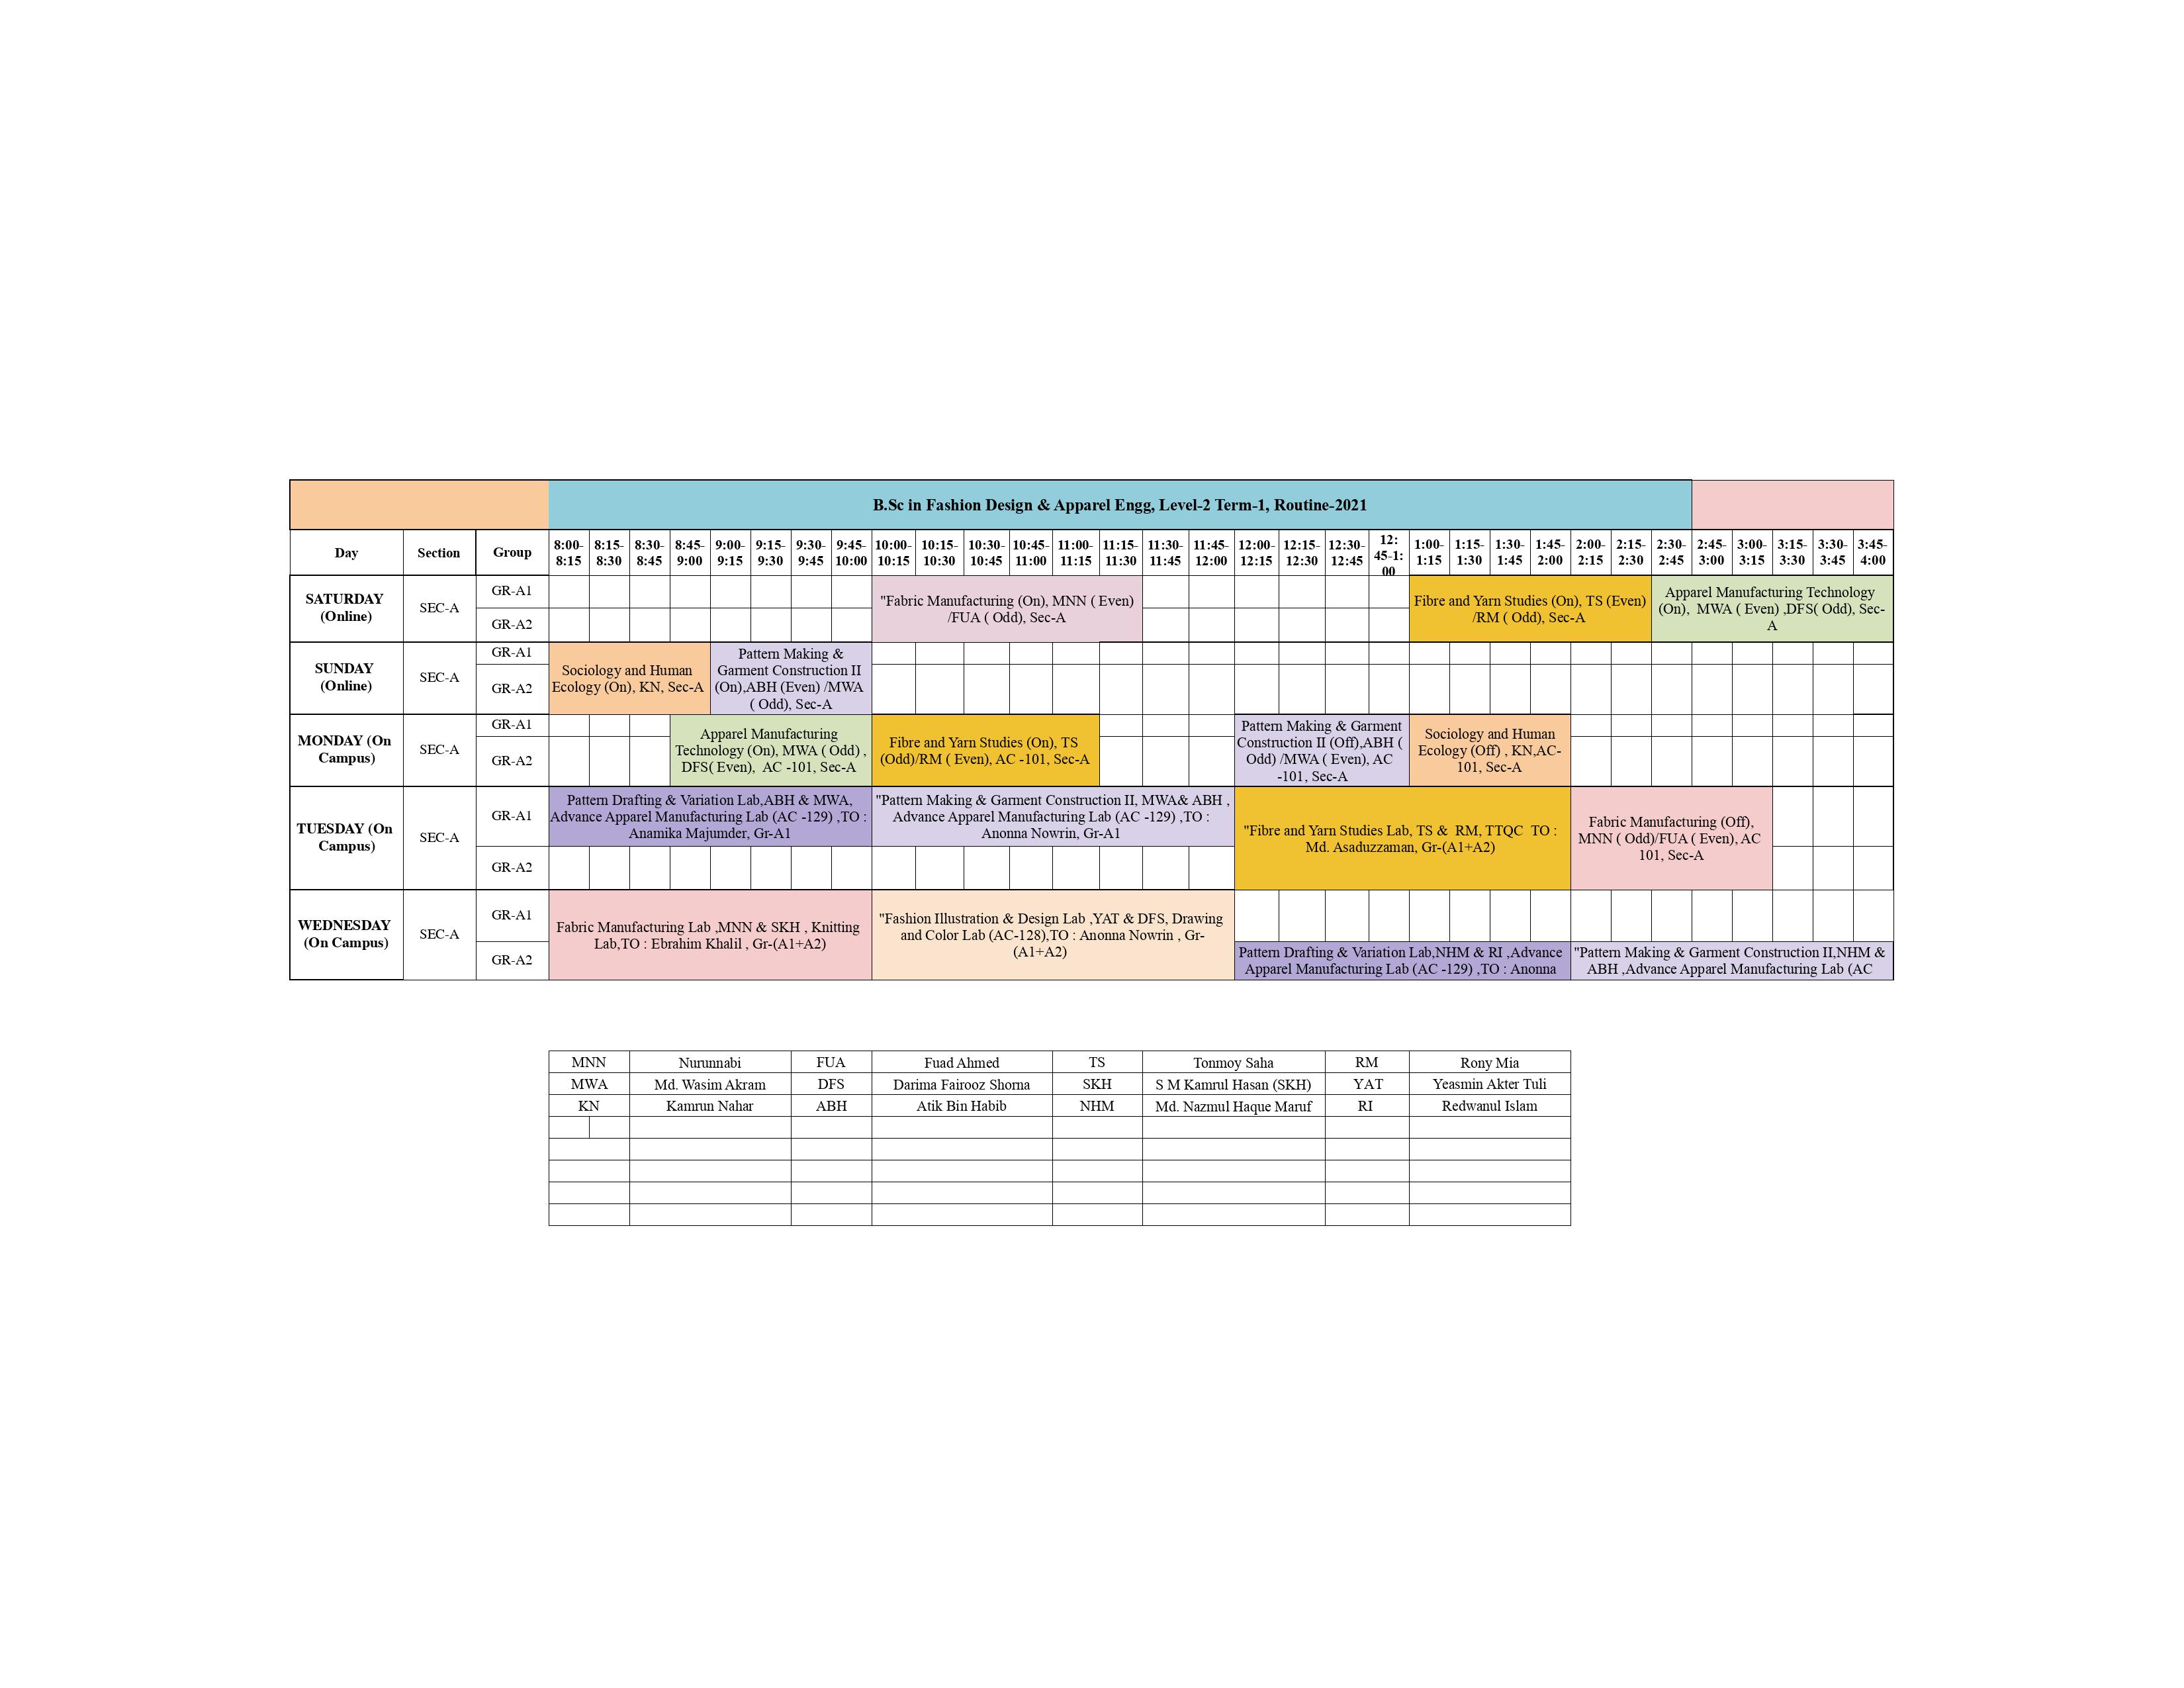 B.Sc in Fashion Design & Apparel Engg, Level-2 Term-1, Routine-2021
Day Section Group 8:00-8:15 8:15-8:30 8:30-8:45 8:45-9:00 9:00-9:15 9:15-9:30 9:30-9:45 9:45-10:00 10:00-10:15 10:15-10:30 10:30-10:45 10:45-11:00 11:00-11:15 11:15-11:30 11:30-11:45 11:45-12:00 12:00-12:15 12:15-12:30 12:30-12:45 12:45-1:00 1:00-1:15 1:15-1:30 1:30-1:45 1:45-2:00 2:00-2:15 2:15-2:30 2:30-2:45 2:45-3:00 3:00-3:15 3:15-3:30 3:30-3:45 3:45-4:00
SATURDAY
(Online)
SEC-A
GR-A1
GR-A2
"Fabric Manufacturing (On), MNN ( Even)
/FUA ( Odd), Sec-A
Fibre and Yarn Studies (On), TS (Even)
/RM ( Odd), Sec-A
Apparel Manufacturing Technology
(On), MWA ( Even) ,DFS( Odd), Sec-
A
SUNDAY
(Online)
SEC-A
GR-A1
GR-A2
Sociology and Human
Ecology (On), KN, Sec-A
Pattern Making &
Garment Construction II
(On),ABH (Even) /MWA
( Odd), Sec-A
MONDAY (On
Campus)
SEC-A
GR-A1
GR-A2
Apparel Manufacturing
Technology (On), MWA ( Odd) ,
DFS( Even), AC -101, Sec-A
Fibre and Yarn Studies (On), TS
(Odd)/RM ( Even), AC -101, Sec-A
Pattern Making & Garment
Construction II (Off),ABH (
Odd) /MWA ( Even), AC
-101, Sec-A
Sociology and Human
Ecology (Off) , KN,AC-
101, Sec-A
TUESDAY (On
Campus)
SEC-A
GR-A1
GR-A2
Pattern Drafting & Variation Lab,ABH & MWA,
Advance Apparel Manufacturing Lab (AC -129) ,TO :
Anamika Majumder, Gr-A1
"Pattern Making & Garment Construction II, MWA& ABH ,
Advance Apparel Manufacturing Lab (AC -129) ,TO :
Anonna Nowrin, Gr-A1
"Fibre and Yarn Studies Lab, TS & RM, TTQC TO :
Md. Asaduzzaman, Gr-(A1+A2)
Fabric Manufacturing (Off),
MNN ( Odd)/FUA ( Even), AC
101, Sec-A
WEDNESDAY
(On Campus)
SEC-A
GR-A1
GR-A2
Fabric Manufacturing Lab ,MNN & SKH , Knitting
Lab,TO : Ebrahim Khalil , Gr-(A1+A2)
"Fashion Illustration & Design Lab ,YAT & DFS, Drawing
and Color Lab (AC-128),TO : Anonna Nowrin , Gr-
(A1+A2)
Pattern Drafting & Variation Lab,NHM & RI ,Advance
Apparel Manufacturing Lab (AC -129) ,TO : Anonna
"Pattern Making & Garment Construction II,NHM &
ABH ,Advance Apparel Manufacturing Lab (AC
MNN Nurunnabi FUA Fuad Ahmed TS Tonmoy Saha RM Rony Mia
MWA Md. Wasim Akram DFS Darima Fairooz Shorna SKH S M Kamrul Hasan (SKH) YAT Yeasmin Akter Tuli
KN Kamrun Nahar ABH Atik Bin Habib NHM Md. Nazmul Haque Maruf RI Redwanul Islam